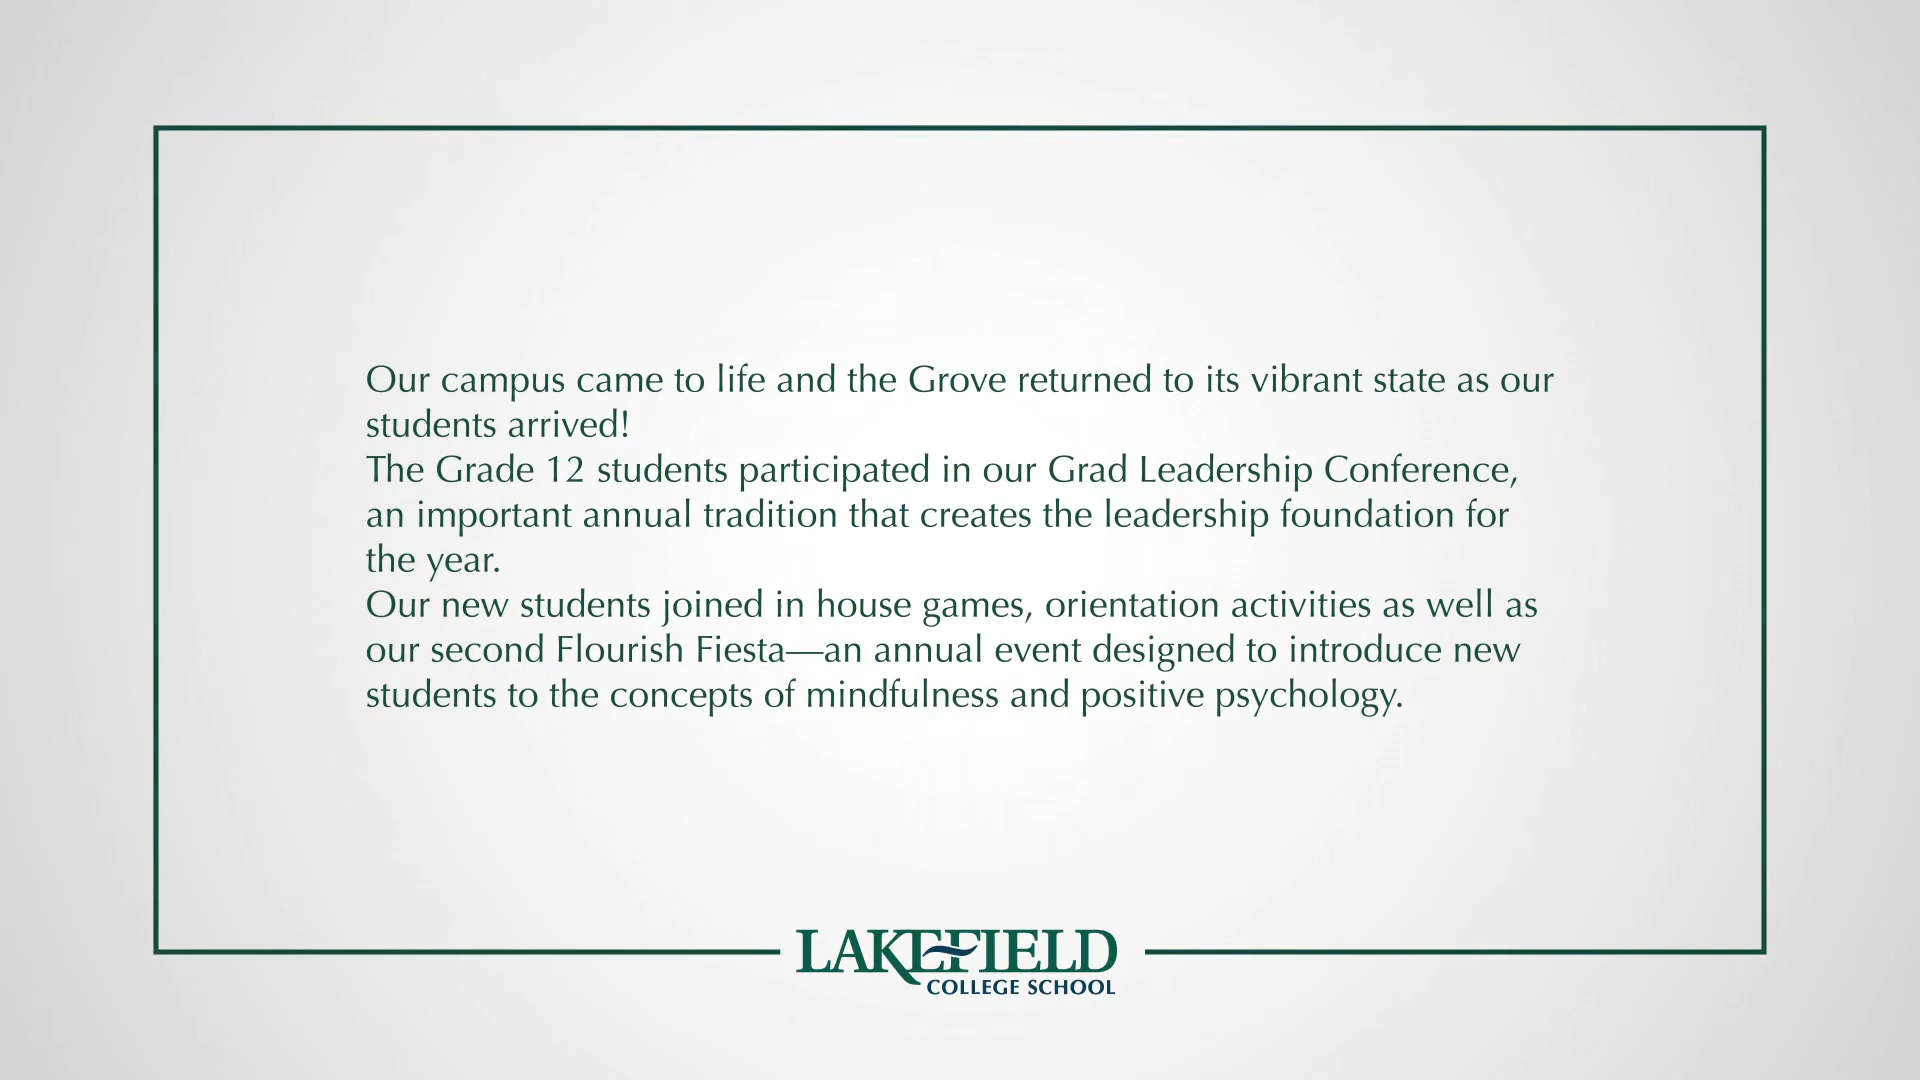 Our campus came to life and the Grove returned to its vibrant state as our
students arrived!
The Grade 12 students participated in our Grad Leadership Conference,
an important annual tradition that creates the leadership foundation for
the year.
Our new students joined in house games, orientation activities as well as
our second Flourish Fiesta—an annual event designed to introduce new
students to the concepts of mindfulness and positive psychology.
LAKEFIELD
COLLEGE SCHOOL